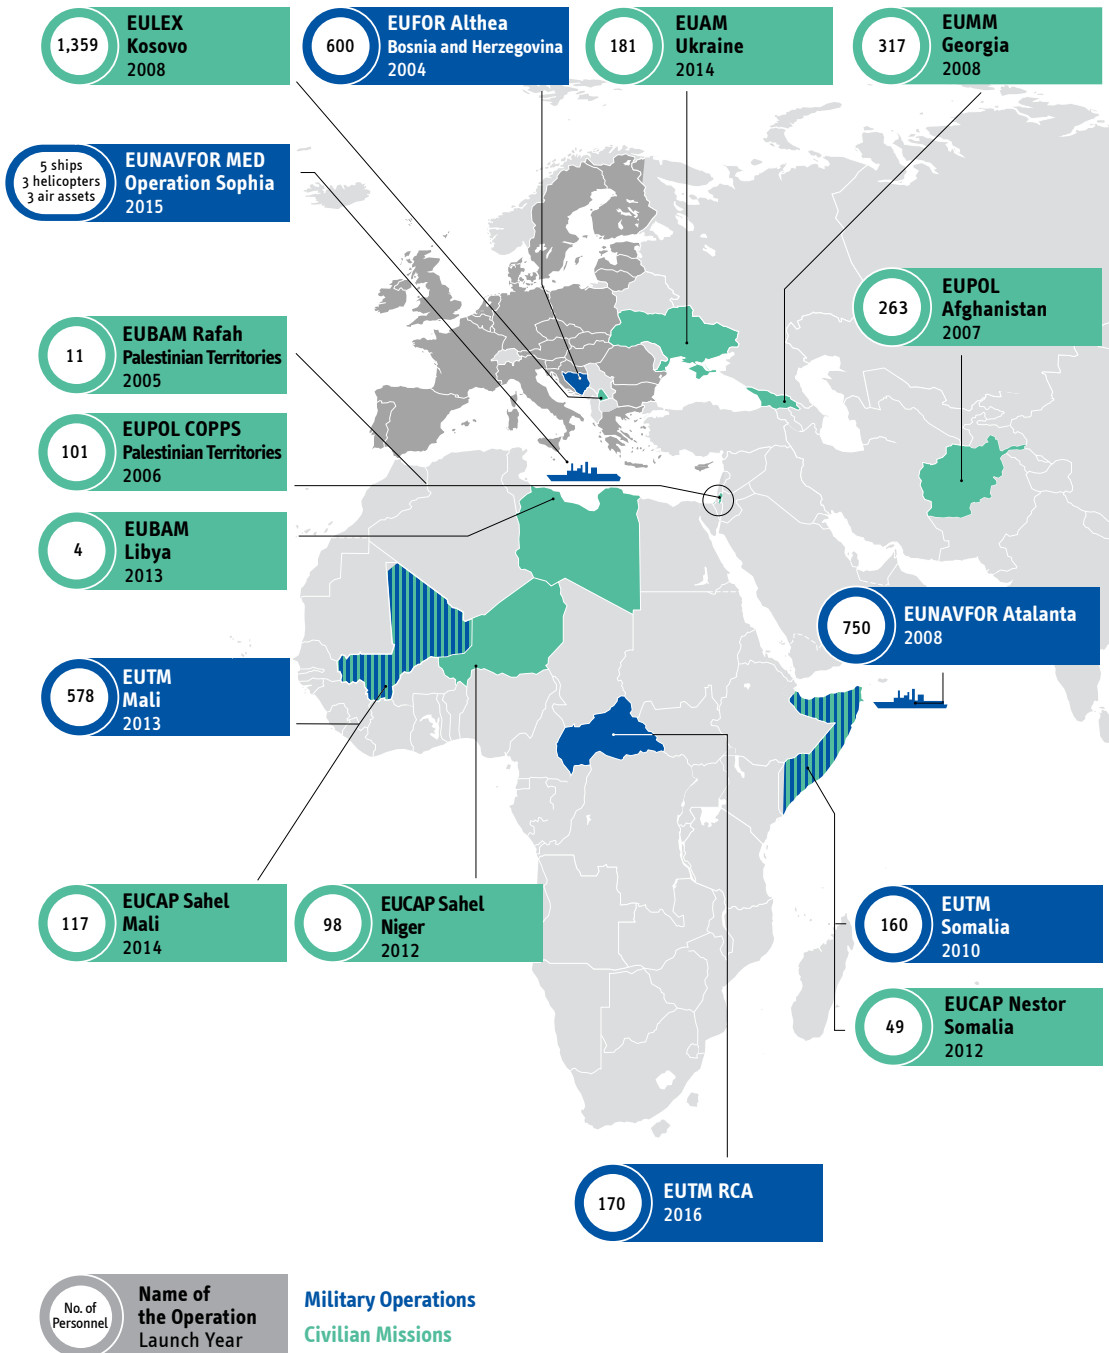 1,359
EULEX
Kosovo
2008
600
EUFOR Althea
Bosnia and Herzegovina
2004
181
EUAM
Ukraine
2014
317
EUMM
Georgia
2008
5 ships
3 helicopters
3 air assets
EUNAVFOR MED
Operation Sophia
2015
263
EUPOL
Afghanistan
2007
11
EUBAM Rafah
Palestinian Territories
2005
101
EUPOL COPPS
Palestinian Territories
2006
4
EUBAM
Libya
2013
750
EUNAVFOR Atalanta
2008
578
EUTM
Mali
2013
117
EUCAP Sahel
Mali
2014
98
EUCAP Sahel
Niger
2012
160
EUTM
Somalia
2010
49
EUCAP Nestor
Somalia
2012
170
EUTM RCA
2016
No. of
Personnel
Name of
the Operation
Launch Year
Military Operations
Civilian Missions